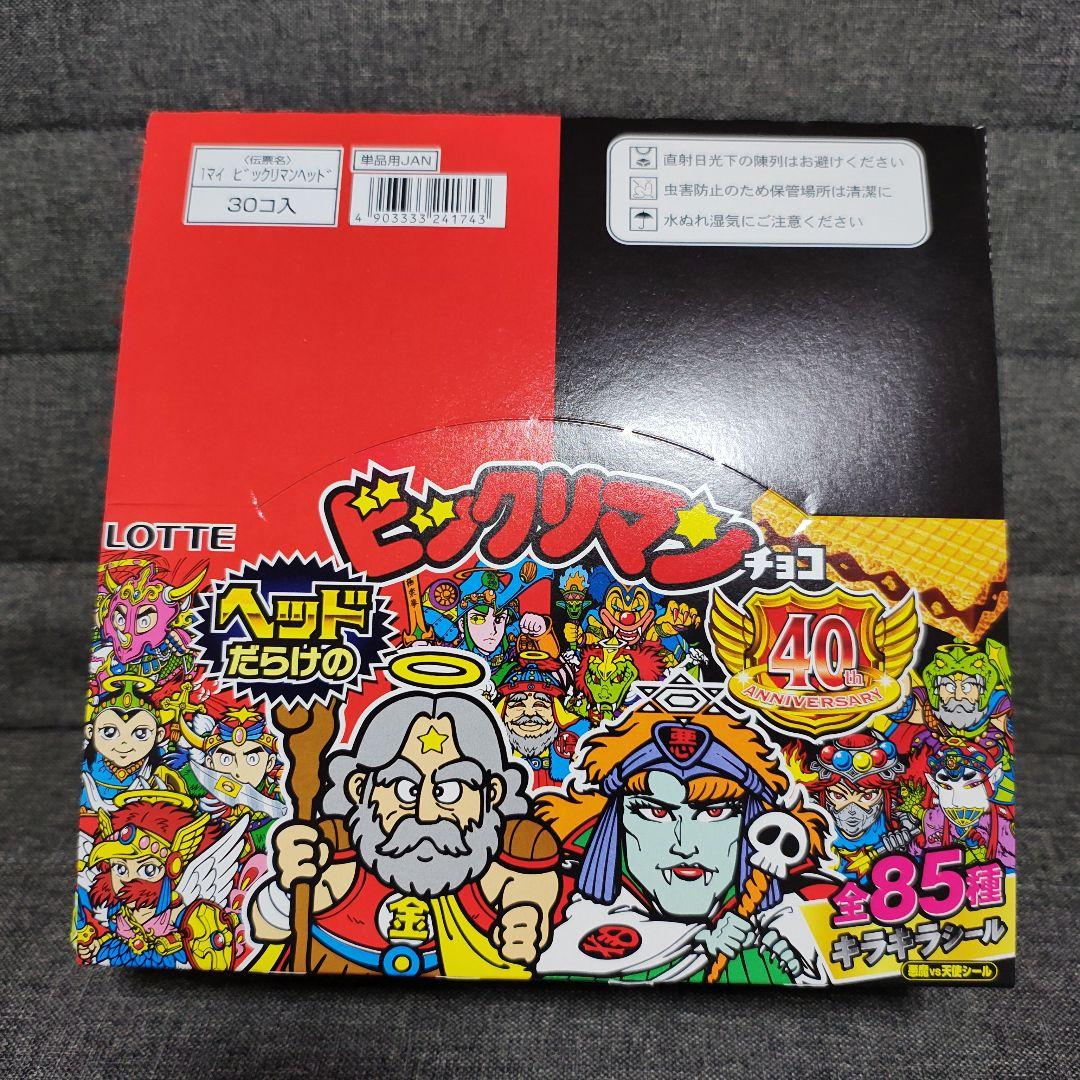 〈伝票名〉
1マイ ビックリマンヘッド
30コ入
単品用JAN
4 903333 241743
直射日光下の陳列はお避けください
虫害防止のため保管場所は清潔に
水ぬれ湿気にご注意ください
LOTTE
ビックリマン
チョコ
ヘッド
だらけの
40th
ANNIVERSARY
悪
金
全85種
キラキラシール
悪魔vs天使シール